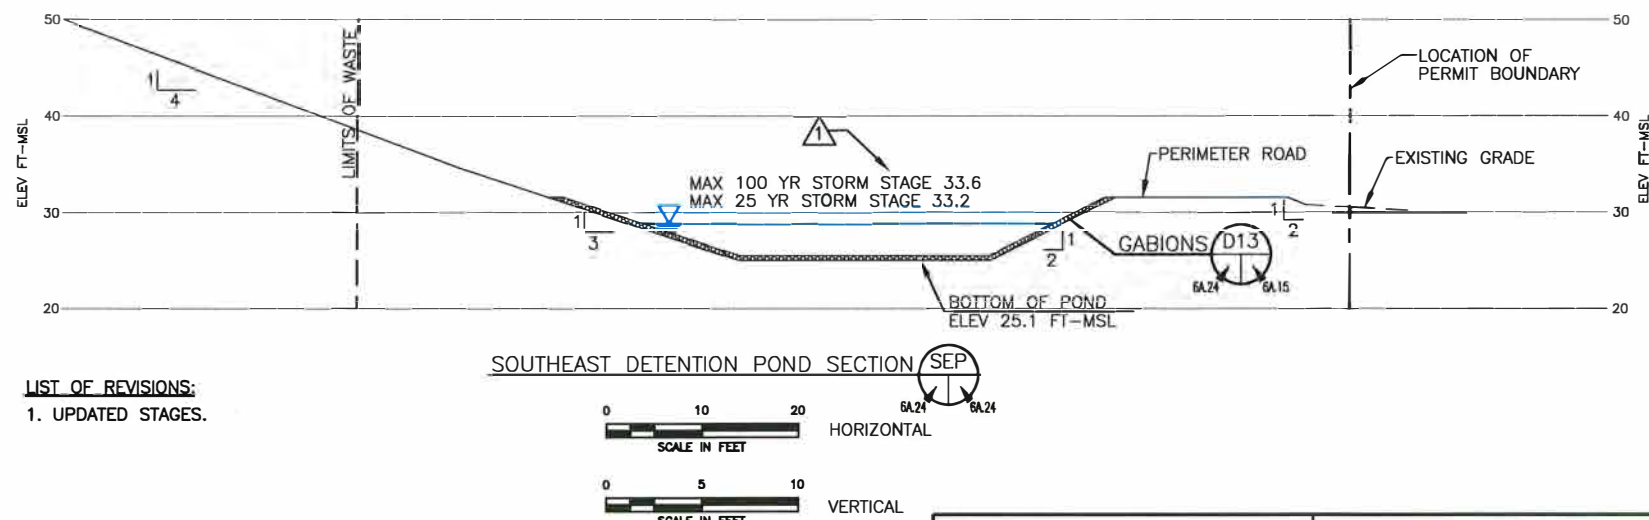 50
50
LIMITS OF WASTE
LOCATION OF
PERMIT BOUNDARY
1
4
40
40
ELEV FT-MSL
ELEV FT-MSL
1
PERIMETER ROAD
EXISTING GRADE
MAX 100 YR STORM STAGE 33.6
MAX 25 YR STORM STAGE 33.2
30
30
1
3
1
2
1
2
GABIONS
D13
6A.24
6A.15
20
20
BOTTOM OF POND
ELEV 25.1 FT-MSL
SOUTHEAST DETENTION POND SECTION
SEP
6A.24
6A.24
LIST OF REVISIONS:
1. UPDATED STAGES.
0 10 20
HORIZONTAL
SCALE IN FEET
0 5 10
VERTICAL
SCALE IN FEET